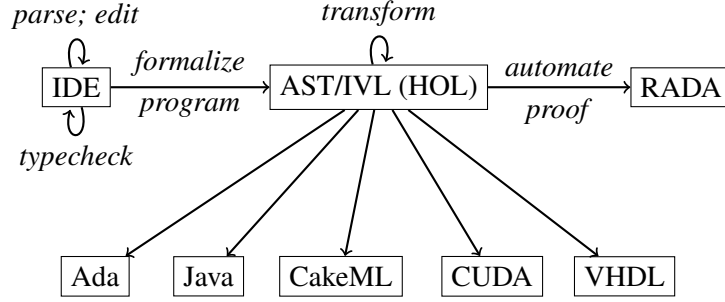 parse; edit
transform
IDE
formalize
program
AST/IVL (HOL)
automate
proof
RADA
typecheck
Ada
Java
CakeML
CUDA
VHDL